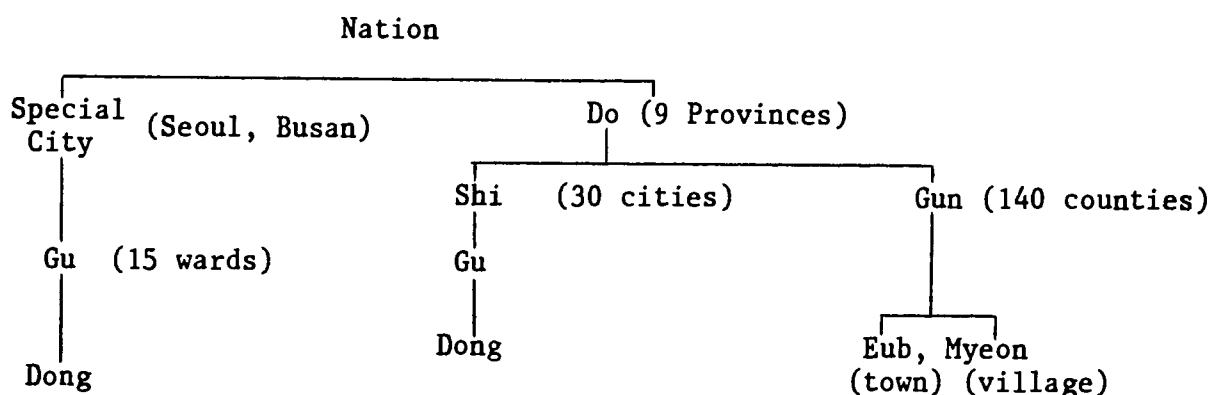 Nation
Special City (Seoul, Busan)
Do (9 Provinces)
Shi (30 cities)
Gun (140 counties)
Gu (15 wards)
Gu
Dong
Dong
Eub, Myeon
(town) (village)